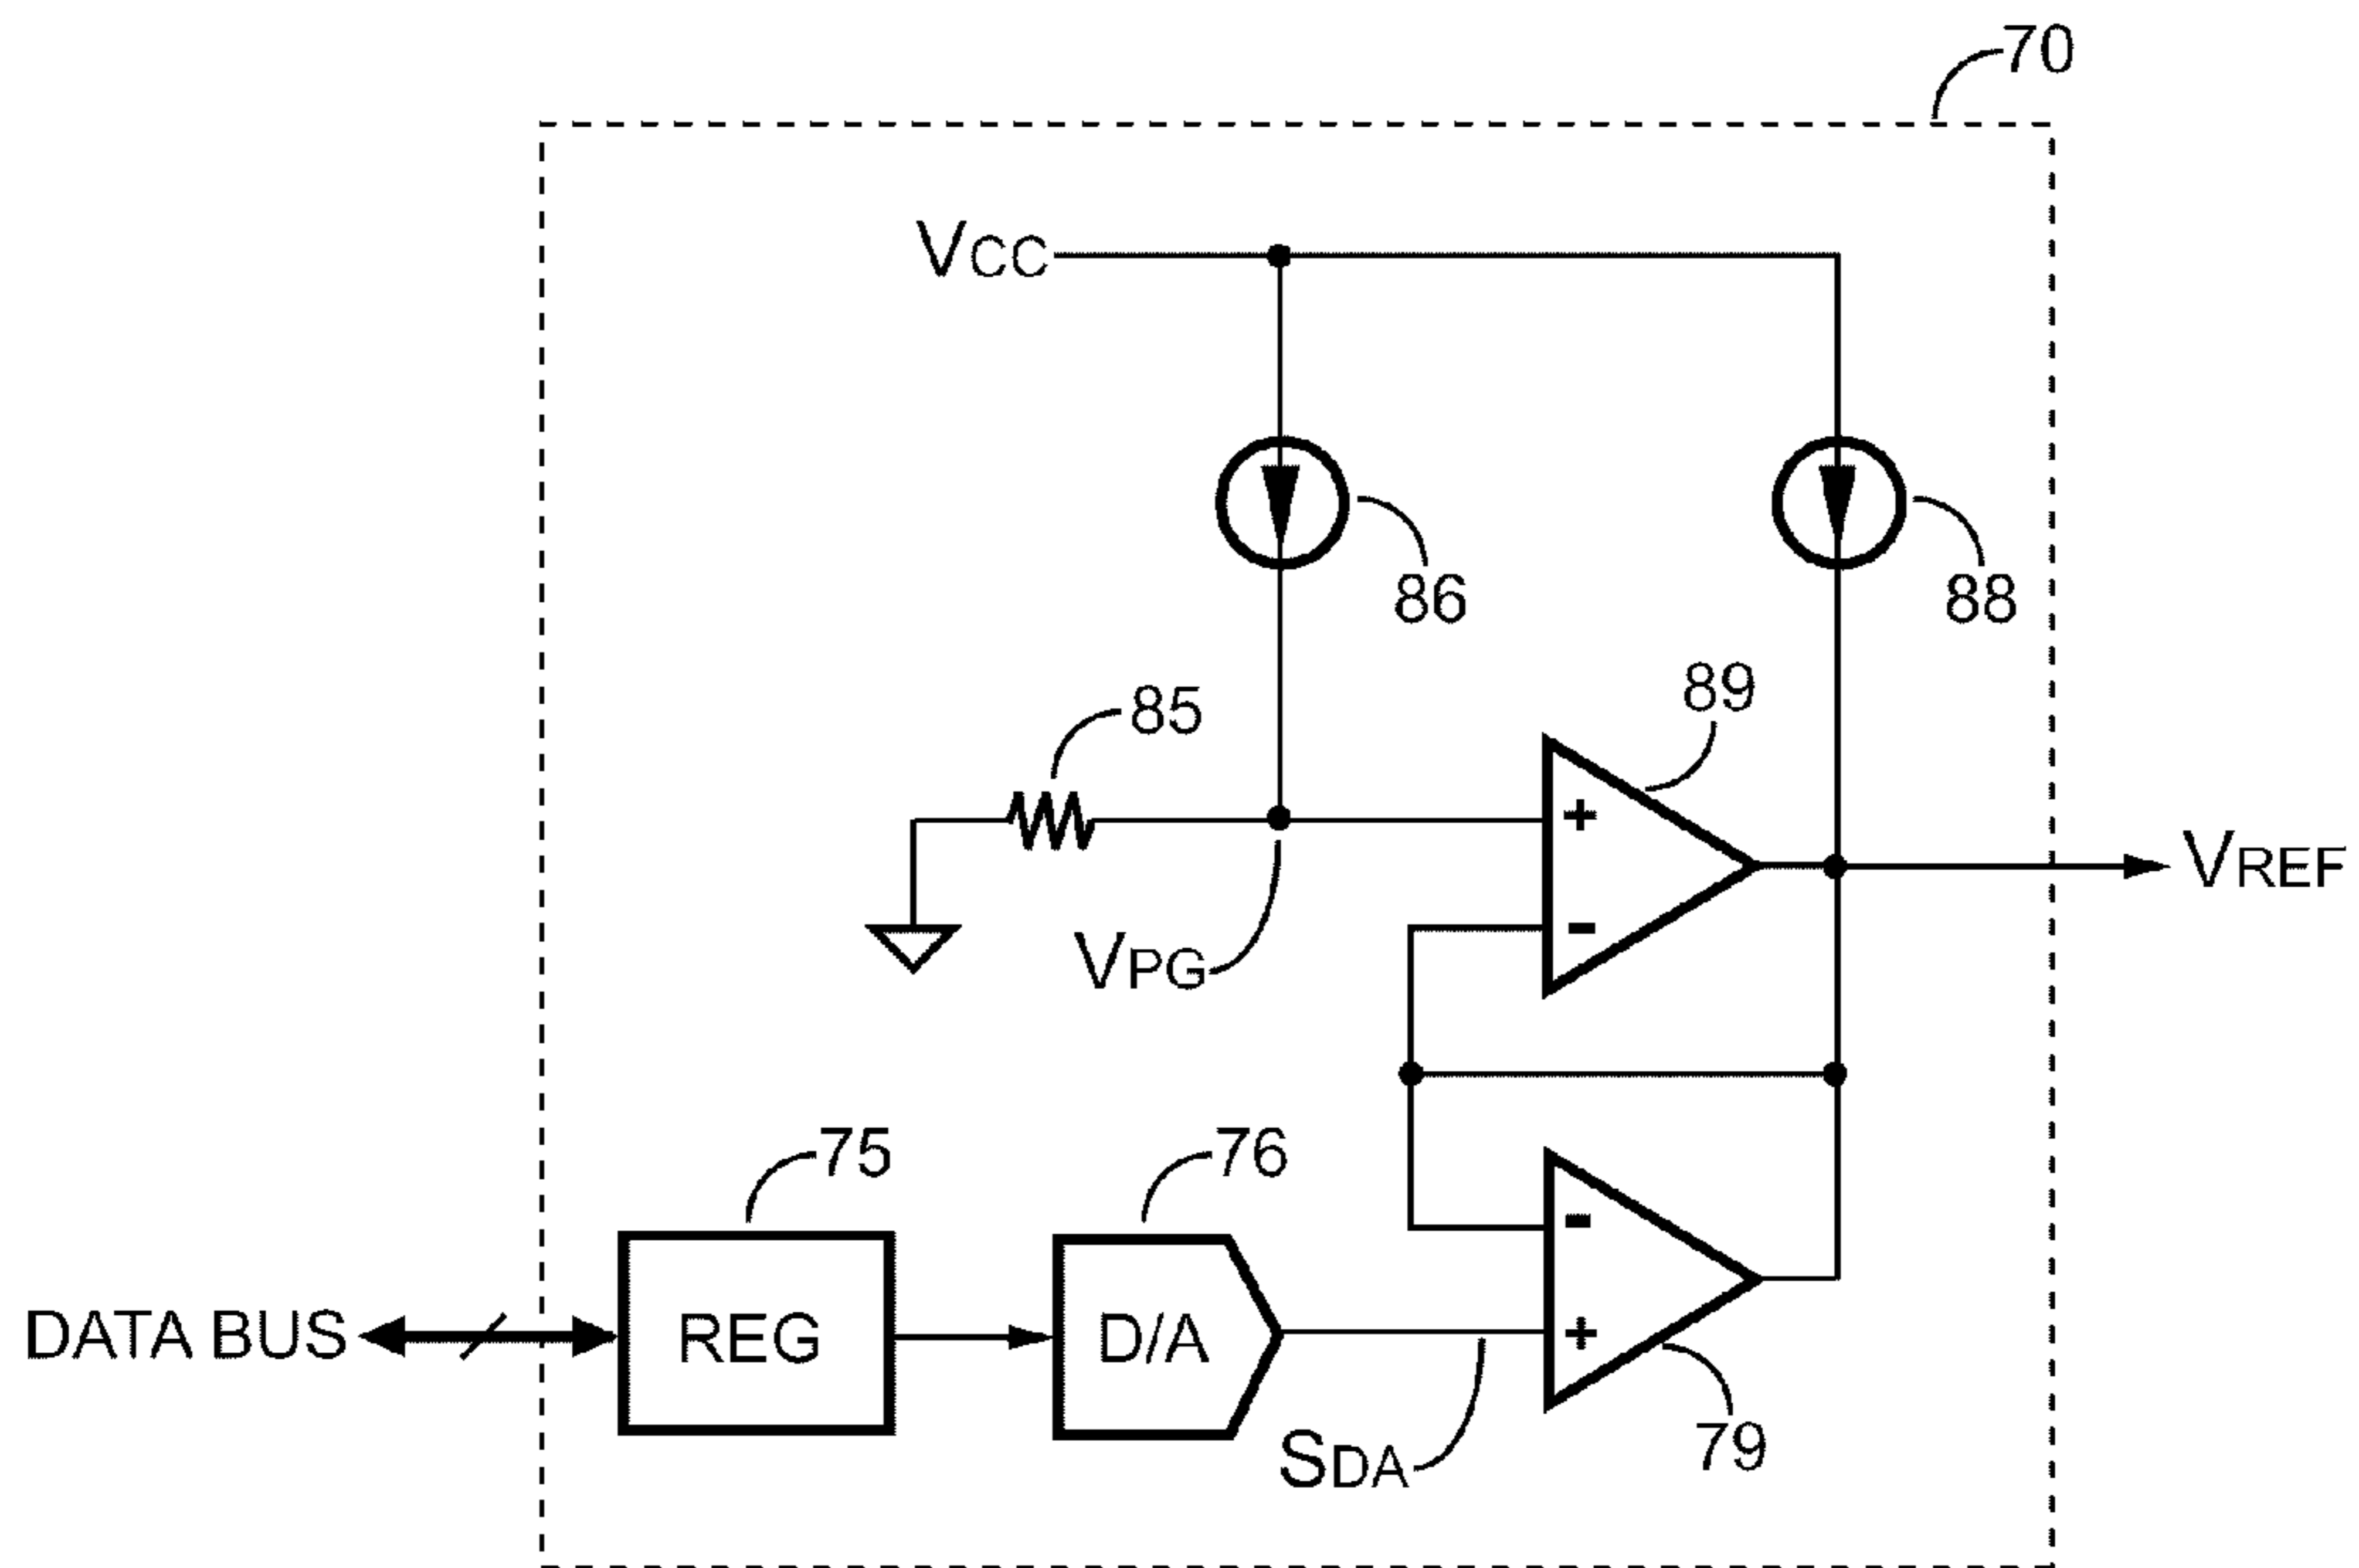 70
VCC
86
88
89
85
VREF
VPG
+
-
75
76
-
DATA BUS
REG
D/A
+
SDA
79